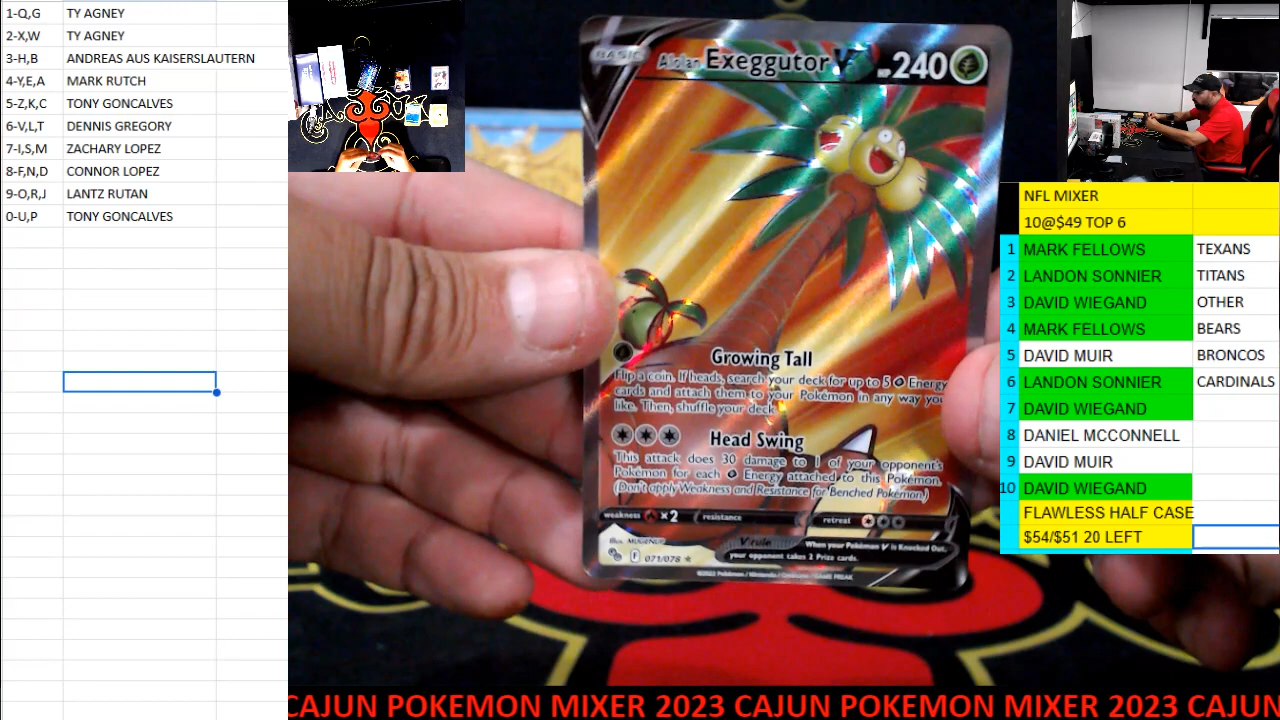 1-Q,G TY AGNEY
2-X,W TY AGNEY
3-H,B ANDREAS AUS KAISERSLAUTERN
4-Y,E,A MARK RUTCH
5-Z,K,C TONY GONCALVES
6-V,L,T DENNIS GREGORY
7-I,S,M ZACHARY LOPEZ
8-F,N,D CONNOR LOPEZ
9-O,R,J LANTZ RUTAN
0-U,P TONY GONCALVES
BASIC
Alolan Exeggutor V HP 240
Growing Tall
Flip a coin. If heads, search your deck for up to 5 Energy
cards and attach them to your Pokémon in any way you
like. Then, shuffle your deck
Head Swing
This attack does 30 damage to 1 of your opponent's
Pokémon for each Energy attached to this Pokémon.
(Don't apply Weakness and Resistance for Benched Pokémon.)
weakness ×2 resistance retreat
V rule When your Pokémon V is Knocked Out,
your opponent takes 2 Prize cards.
F 071/078
©2022 Pokémon / Nintendo / Creatures / GAME FREAK
NFL MIXER
10@$49 TOP 6
1 MARK FELLOWS TEXANS
2 LANDON SONNIER TITANS
3 DAVID WIEGAND OTHER
4 MARK FELLOWS BEARS
5 DAVID MUIR BRONCOS
6 LANDON SONNIER CARDINALS
7 DAVID WIEGAND
8 DANIEL MCCONNELL
9 DAVID MUIR
10 DAVID WIEGAND
FLAWLESS HALF CASE
$54/$51 20 LEFT
CAJUN POKEMON MIXER 2023 CAJUN POKEMON MIXER 2023 CAJUN